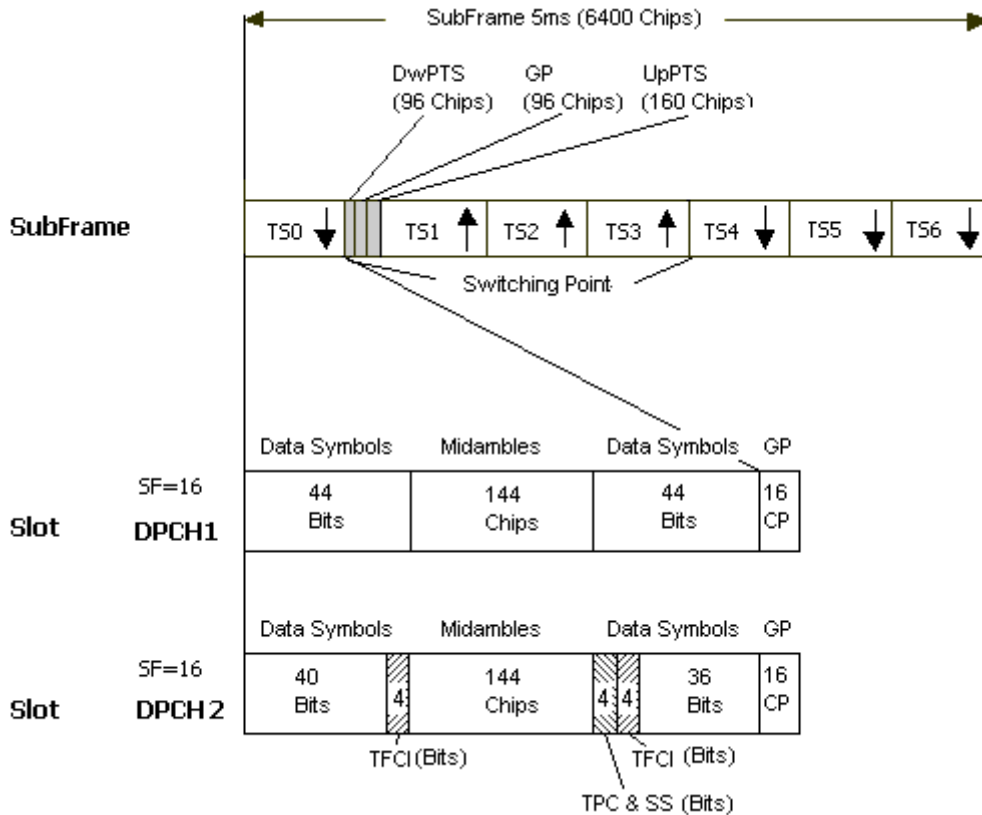 SubFrame 5ms (6400 Chips)
DwPTS GP UpPTS
(96 Chips) (96 Chips) (160 Chips)
SubFrame TS0 TS1 TS2 TS3 TS4 TS5 TS6
Switching Point
Data Symbols Midambles Data Symbols GP
SF=16 44 144 44 16
Bits Chips Bits CP
Slot DPCH1
Data Symbols Midambles Data Symbols GP
SF=16 40 144 36 16
4 4 4
Bits Chips Bits CP
Slot DPCH2
TFCI (Bits) TFCI (Bits)
TPC & SS (Bits)